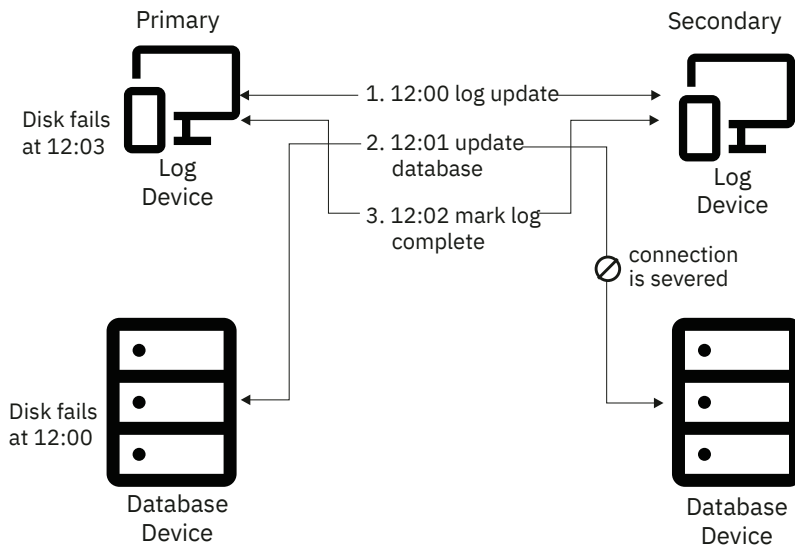 Primary
Secondary
1. 12:00 log update
Disk fails
at 12:03
2. 12:01 update
database
Log
Device
Log
Device
3. 12:02 mark log
complete
connection
is severed
Disk fails
at 12:00
Database
Device
Database
Device